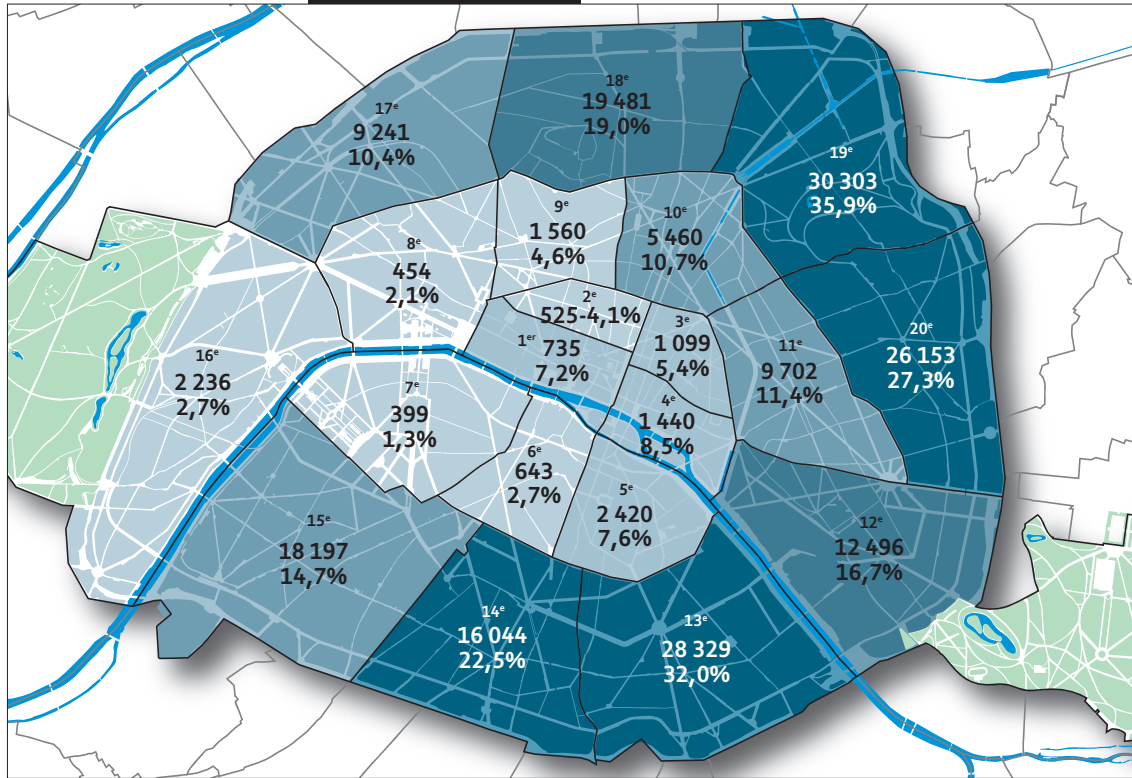 18ᵉ
19 481
19,0%
17ᵉ
9 241
10,4%
19ᵉ
30 303
35,9%
9ᵉ
1 560
4,6%
10ᵉ
5 460
10,7%
8ᵉ
454
2,1%
2ᵉ
525-4,1%
3ᵉ
1 099
5,4%
20ᵉ
26 153
27,3%
1ᵉʳ 735
7,2%
11ᵉ
9 702
11,4%
16ᵉ
2 236
2,7%
7ᵉ
399
1,3%
4ᵉ
1 440
8,5%
6ᵉ
643
2,7%
5ᵉ
2 420
7,6%
15ᵉ
18 197
14,7%
12ᵉ
12 496
16,7%
14ᵉ
16 044
22,5%
13ᵉ
28 329
32,0%